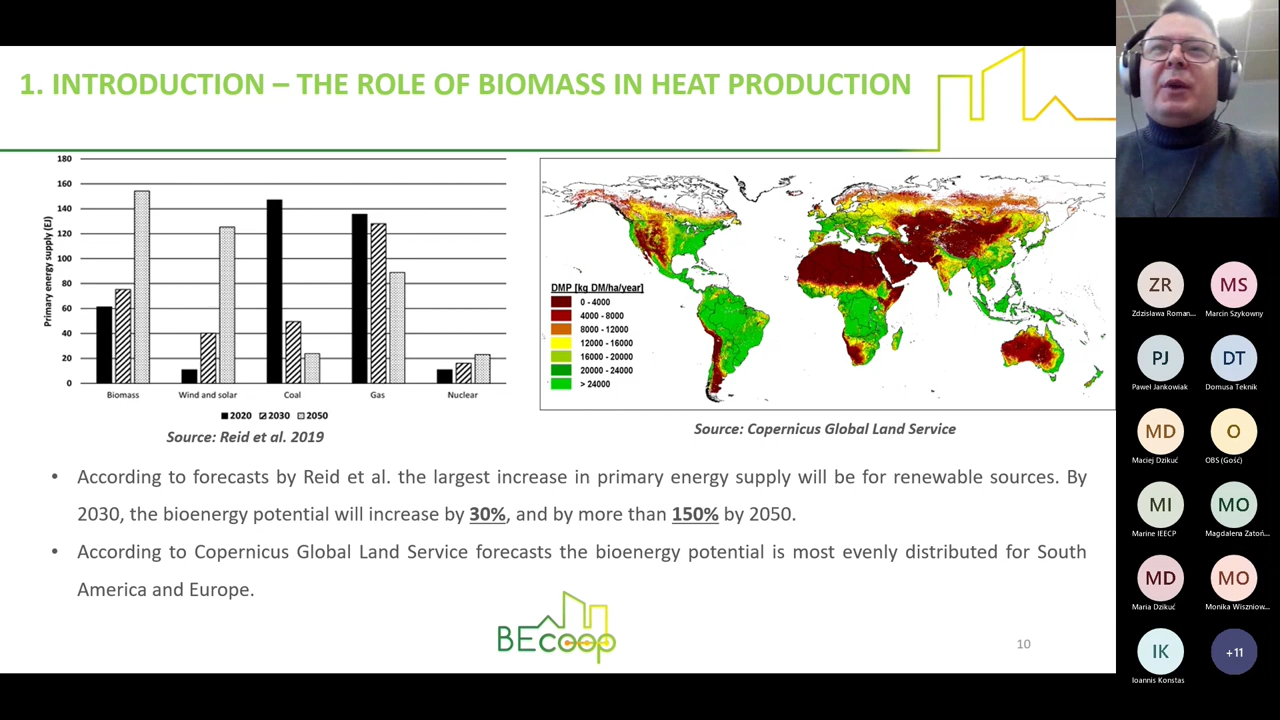 1. INTRODUCTION – THE ROLE OF BIOMASS IN HEAT PRODUCTION
180
160
140
120
100
80
60
40
20
0
Primary energy supply (EJ)
Biomass
Wind and solar
Coal
Gas
Nuclear
2020 2030 2050
Source: Reid et al. 2019
DMP [kg DM/ha/year]
0 - 4000
4000 - 8000
8000 - 12000
12000 - 16000
16000 - 20000
20000 - 24000
> 24000
Source: Copernicus Global Land Service
• According to forecasts by Reid et al. the largest increase in primary energy supply will be for renewable sources. By
2030, the bioenergy potential will increase by 30%, and by more than 150% by 2050.
• According to Copernicus Global Land Service forecasts the bioenergy potential is most evenly distributed for South
America and Europe.
BECoop
10
ZR
Zdzisława Roman...
MS
Marcin Szykowny
PJ
Paweł Jankowiak
DT
Domusa Teknik
MD
Maciej Dzikuć
O
OBS (Gość)
MI
Marine IEECP
MO
Magdalena Zatoń...
MD
Maria Dzikuć
MO
Monika Wiszniow...
IK
Ioannis Konstas
+11